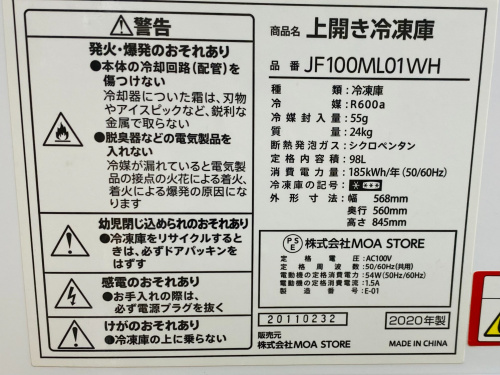 警告
発火・爆発のおそれあり
●本体の冷却回路(配管)を
傷つけない
冷却器についた霜は、刃物
やアイスピックなど、鋭利な
金属で取らない
●脱臭器などの電気製品を
入れない
冷媒が漏れていると電気製
品の接点の火花による着火、
着火による爆発の原因にな
ります
幼児閉じ込められのおそれあり
●冷凍庫をリサイクルすると
きは、必ずドアパッキンを
はずす
感電のおそれあり
●お手入れの際は、
必ず電源プラグを抜く
けがのおそれあり
●冷凍庫の上に乗らない
商品名 上開き冷凍庫
品番 JF100ML01WH
種類:冷凍庫
冷媒:R600a
冷媒封入量:55g
質量:24kg
断熱発泡ガス:シクロペンタン
定格内容積:98L
消費電力量:185kWh/年(50/60Hz)
冷凍庫の記号:
外形寸法:幅 568mm
奥行 560mm
高さ 845mm
PSE 株式会社MOA STORE
定格電圧:AC100V
定格周波数:50/60Hz(共用)
電動機の定格消費電力:54W(50Hz/60Hz)
電動機の定格消費電流:1.5A
製造番号:E-01
20110232
2020年製
販売元
株式会社MOA STORE
MADE IN CHINA